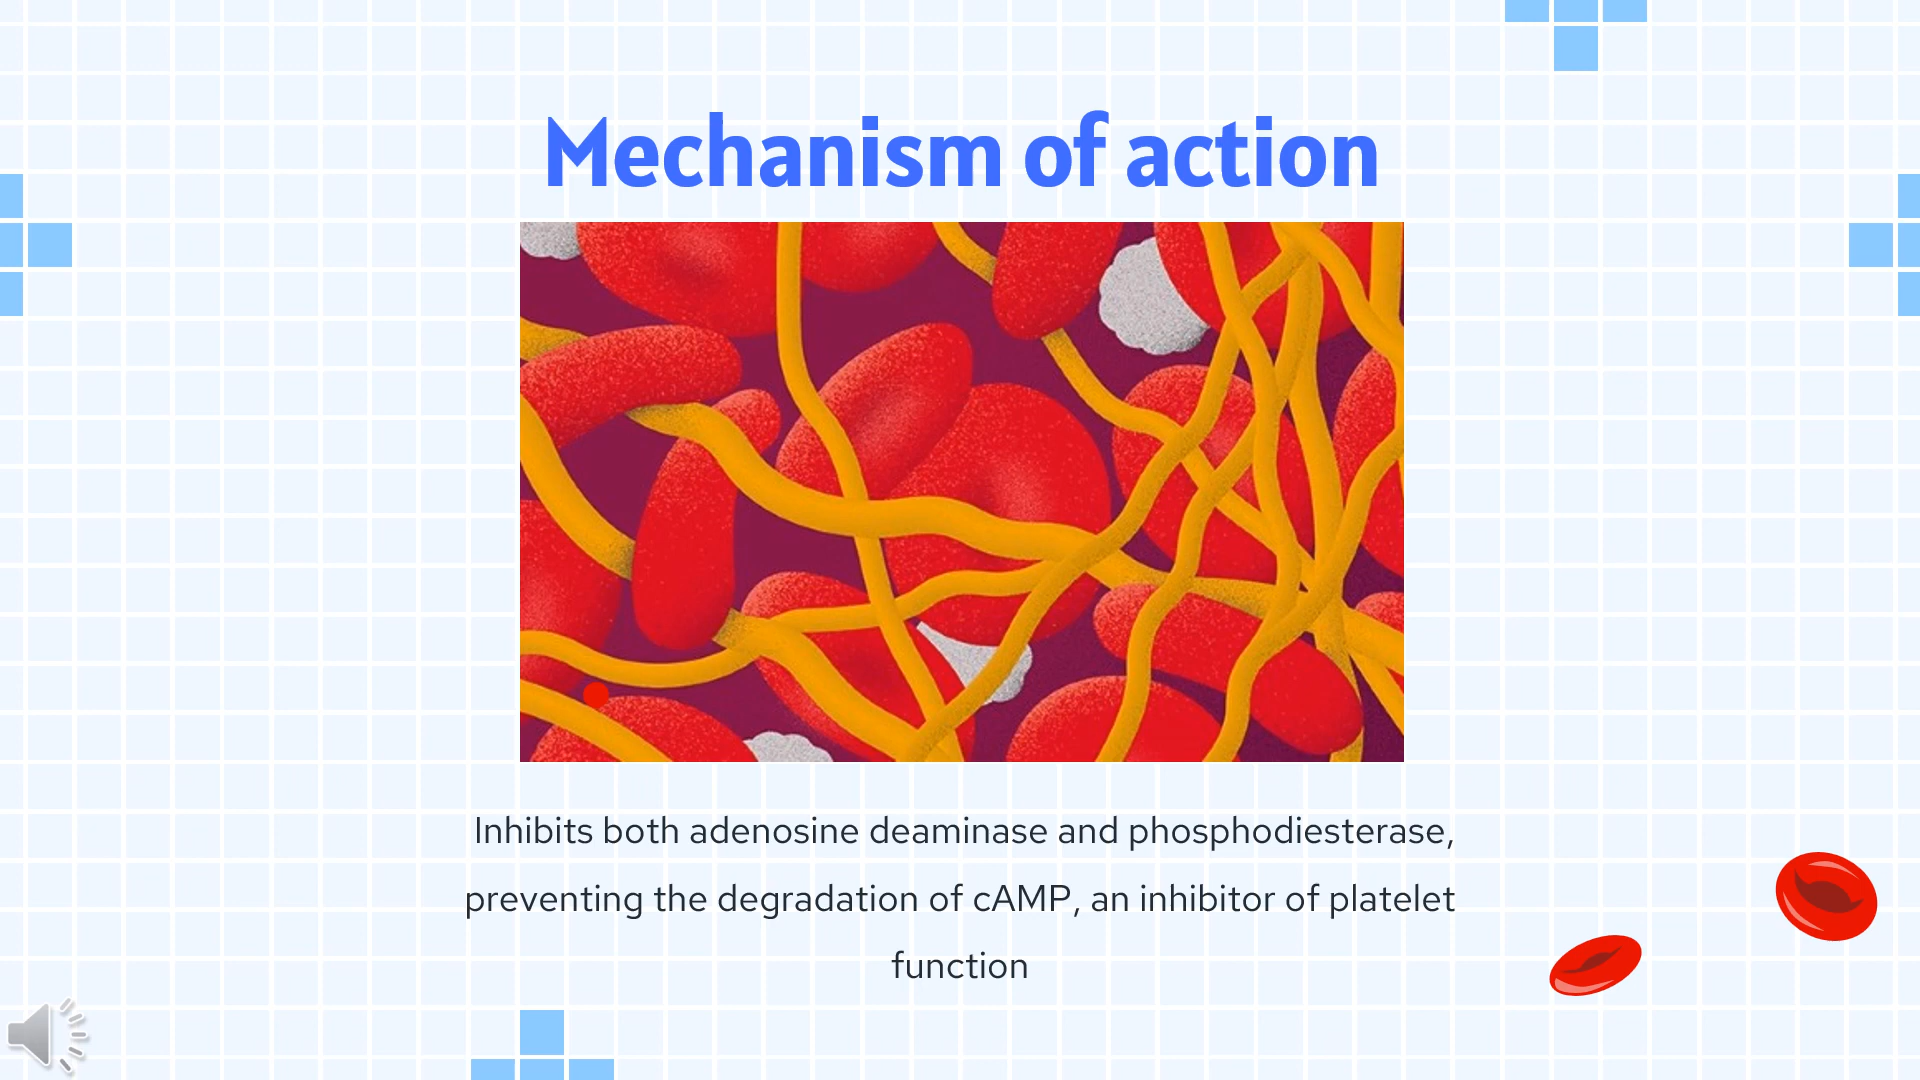 Mechanism of action
Inhibits both adenosine deaminase and phosphodiesterase,
preventing the degradation of cAMP, an inhibitor of platelet
function